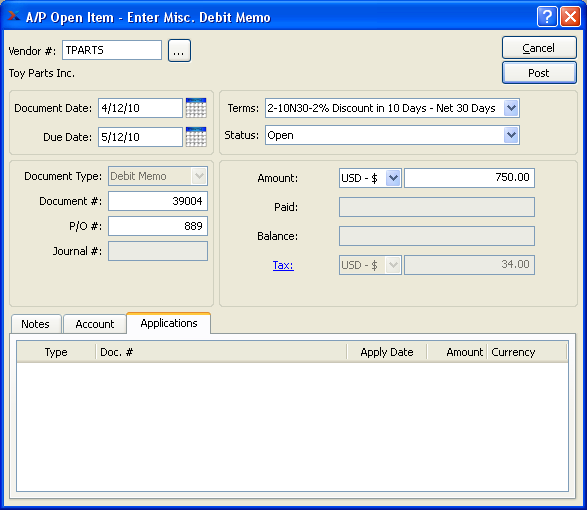 A/P Open Item - Enter Misc. Debit Memo
Vendor #: TPARTS ...
Cancel
Toy Parts Inc.
Post
Document Date: 4/12/10
Terms: 2-10N30-2% Discount in 10 Days - Net 30 Days
Due Date: 5/12/10
Status: Open
Document Type: Debit Memo
Amount: USD - $ 750.00
Document #: 39004
Paid:
P/O #: 889
Balance:
Journal #:
Tax: USD - $ 34.00
Notes Account Applications
Type Doc. # Apply Date Amount Currency